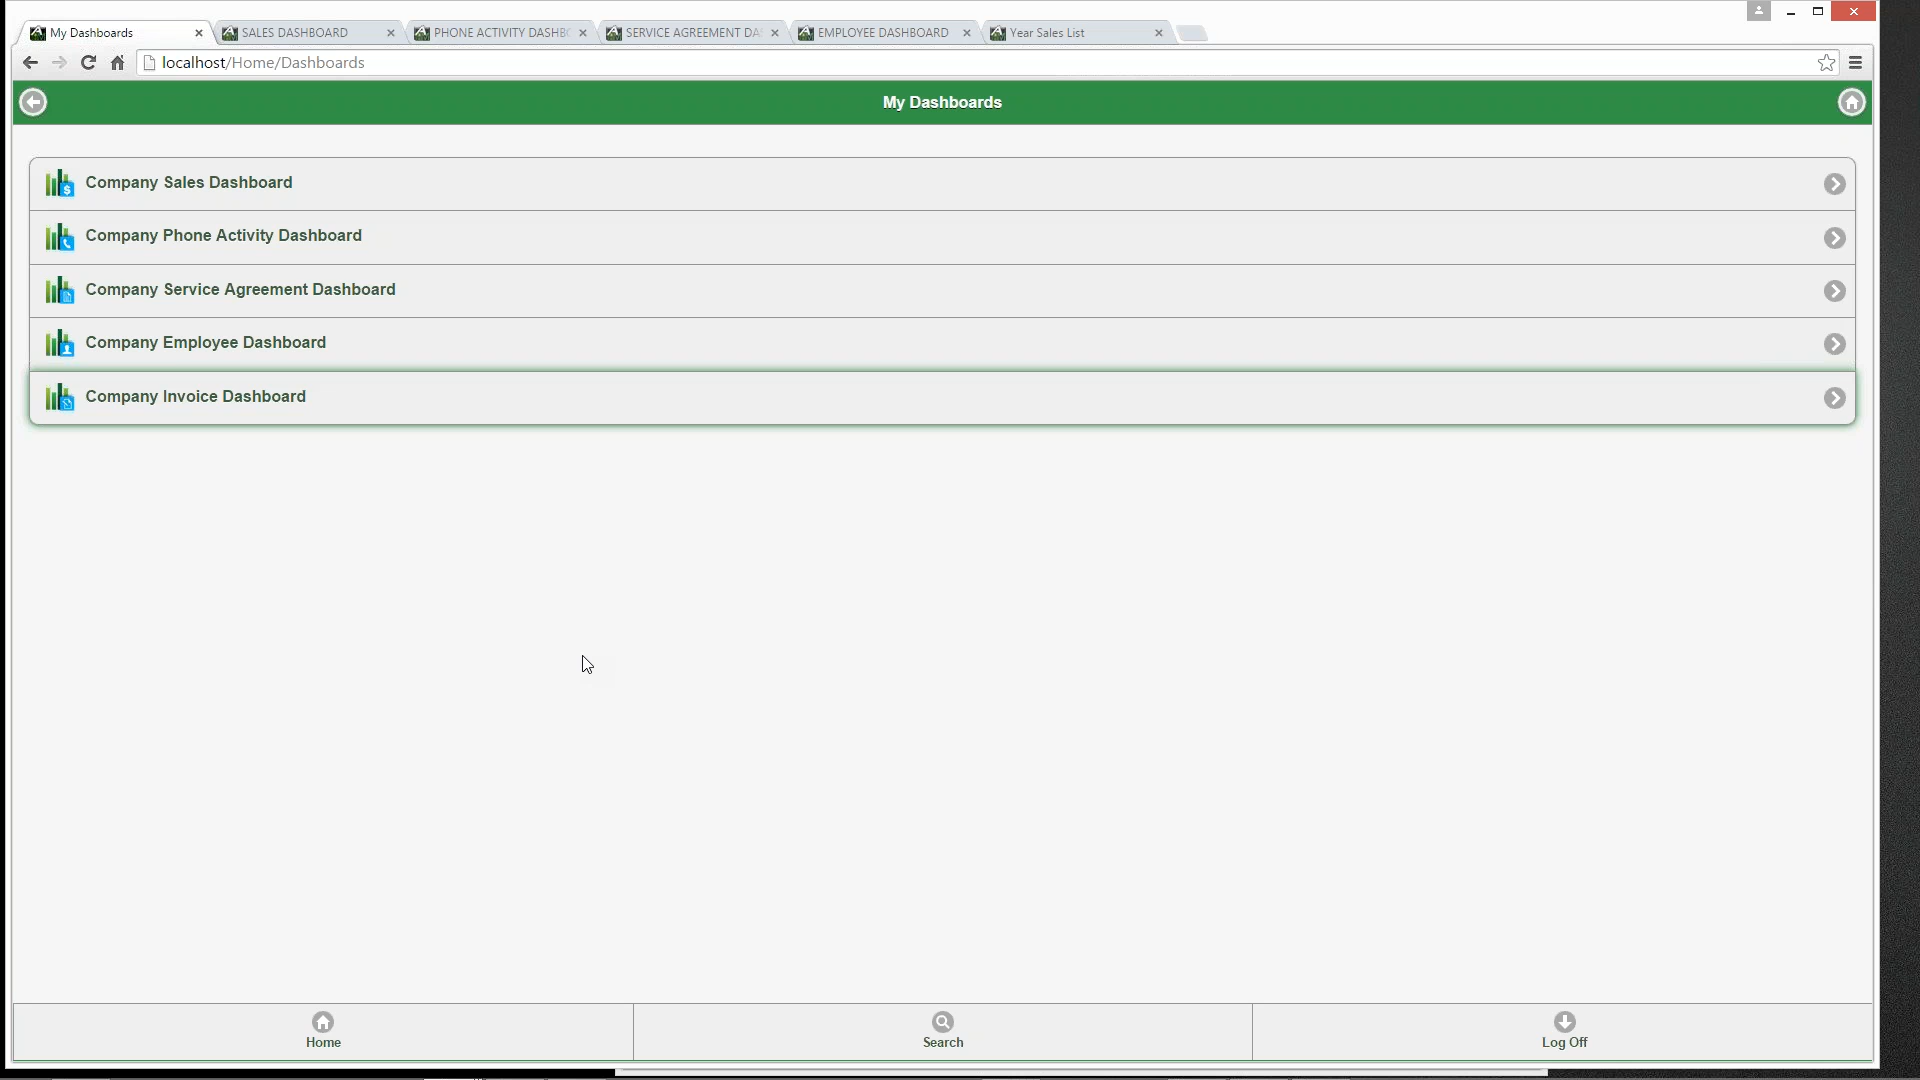 My Dashboards
SALES DASHBOARD
PHONE ACTIVITY DASHBC
SERVICE AGREEMENT DA
EMPLOYEE DASHBOARD
Year Sales List
localhost/Home/Dashboards
My Dashboards
Company Sales Dashboard
Company Phone Activity Dashboard
Company Service Agreement Dashboard
Company Employee Dashboard
Company Invoice Dashboard
Home
Search
Log Off